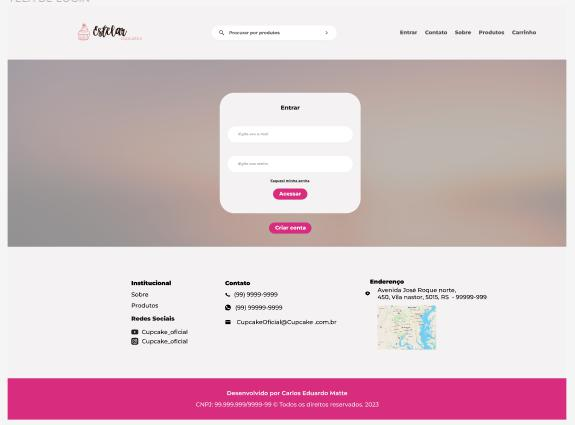 TELA DE LOGIN
Estelar
CUPCAKES
Procurar por produtos
Entrar Contato Sobre Produtos Carrinho
Entrar
digite seu e-mail
digite sua senha
Esqueci minha senha
Acessar
Criar conta
Institucional
Sobre
Produtos
Redes Sociais
Cupcake_oficial
Cupcake_oficial
Contato
(99) 9999-9999
(99) 99999-9999
CupcakeOficial@Cupcake .com.br
Endereço
Avenida José Roque norte,
450, Vila nastor, 5015, RS - 99999-999
Desenvolvido por Carlos Eduardo Matte
CNPJ: 99.999.999/9999-99 © Todos os direitos reservados. 2023